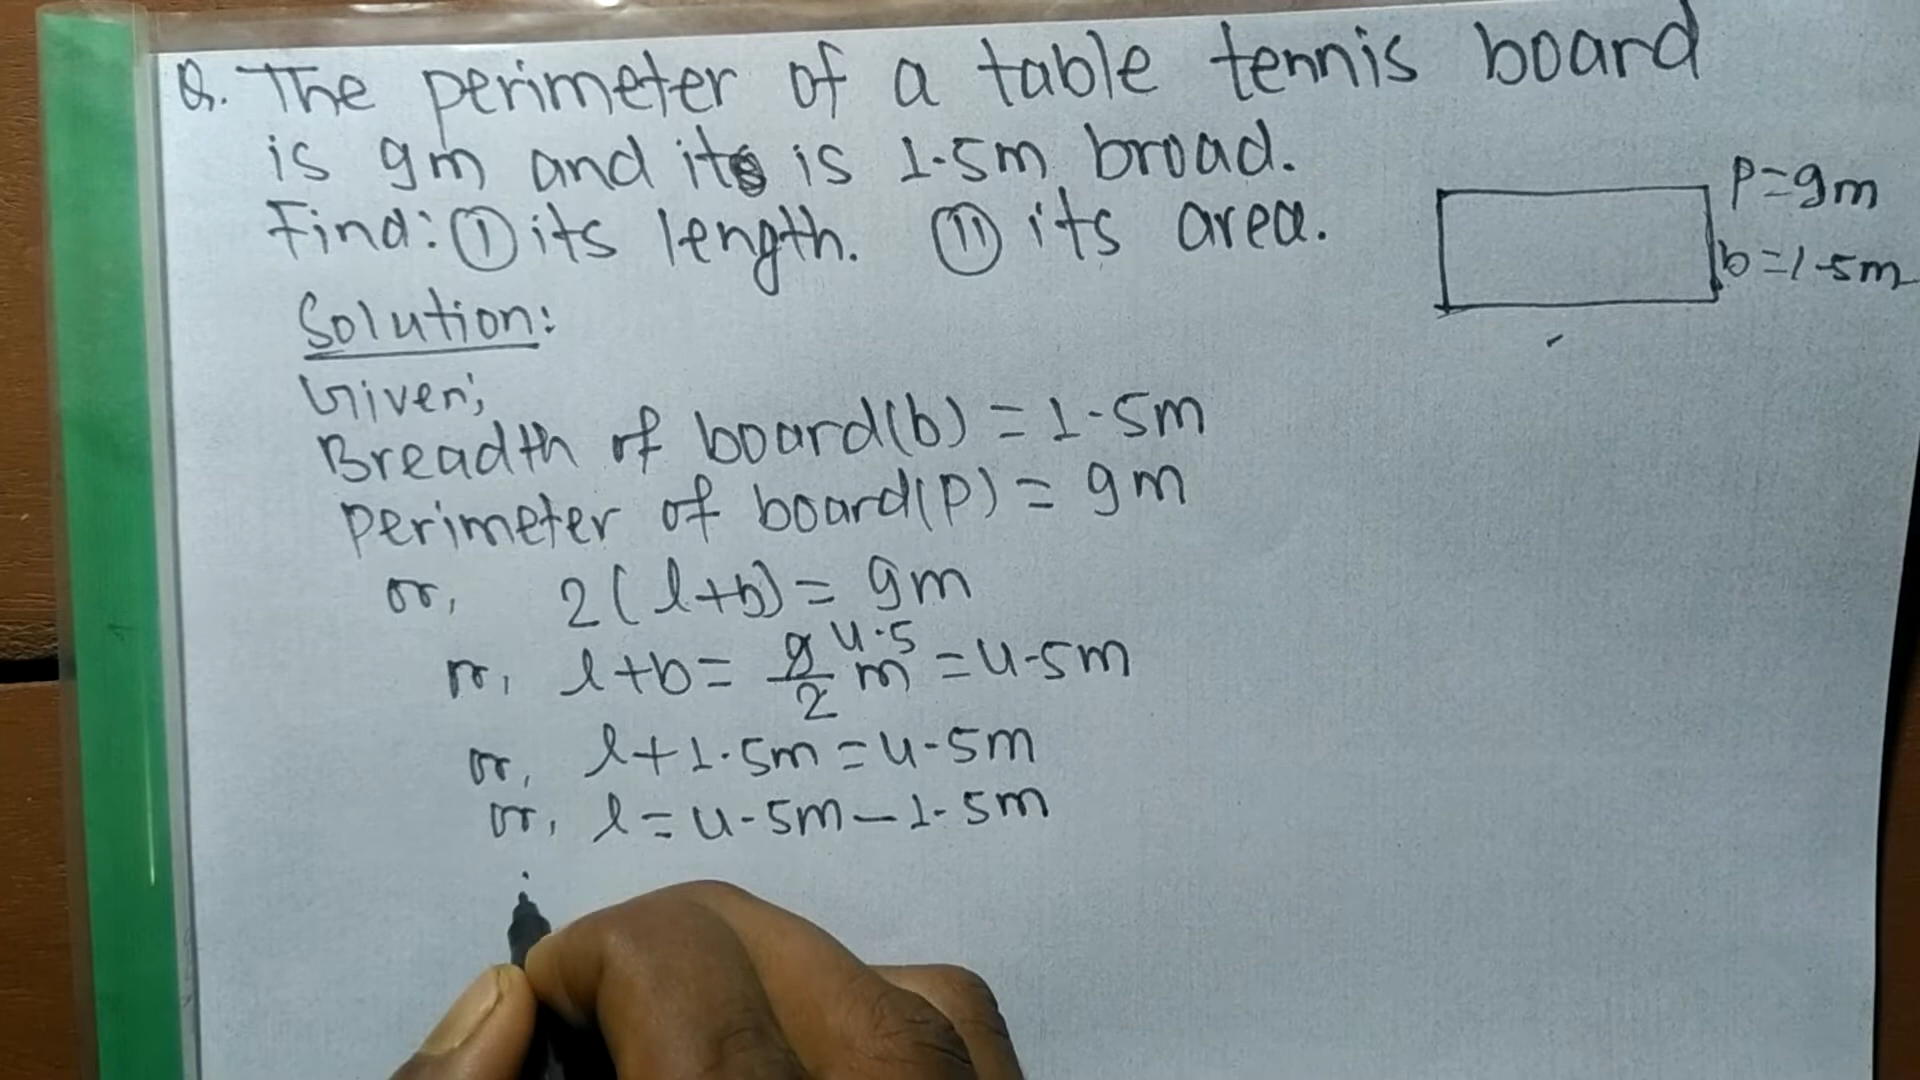 Q. The perimeter of a table tennis board
is 9m and it is 1.5m broad.
Find: (i) its length. (ii) its area.
P=9m
b=1.5m
Solution:
Given;
Breadth of board(b) = 1.5m
perimeter of board(p) = 9m
or, 2(l+b) = 9m
or, l+b = 9/2 4.5 m = 4.5m
or, l+1.5m = 4.5m
or, l = 4.5m – 1.5m